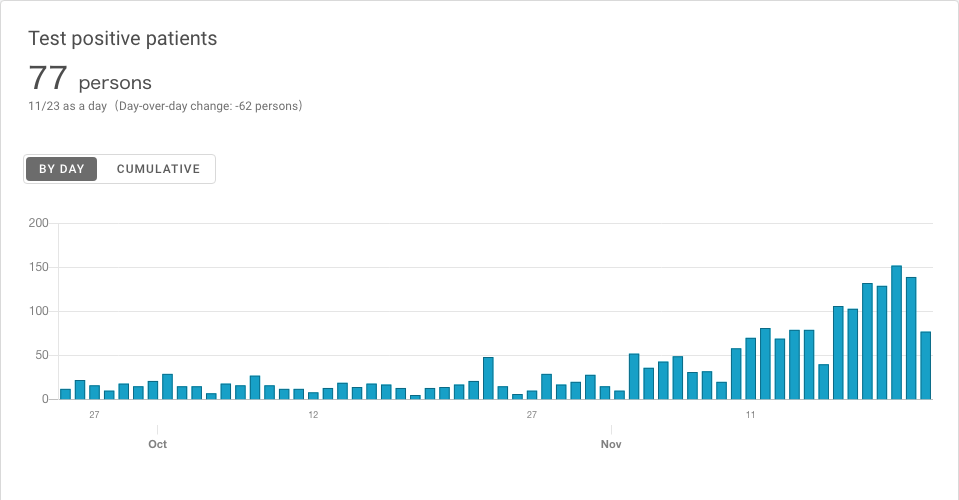 Test positive patients
77 persons
11/23 as a day (Day-over-day change: -62 persons)
BY DAY CUMULATIVE
200
150
100
50
0
27 12 27 11
Oct Nov